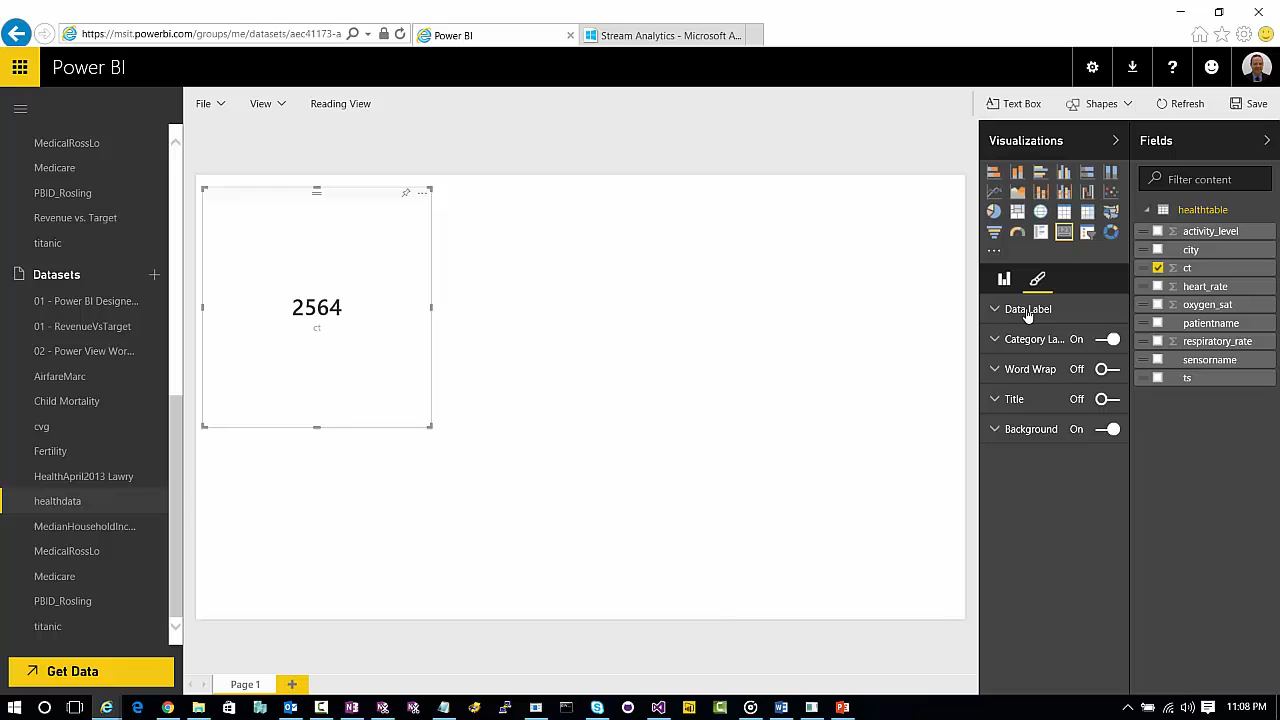 https://msit.powerbi.com/groups/me/datasets/aec41173-a
Power BI
Stream Analytics - Microsoft A...
Power BI
File
View
Reading View
Text Box
Shapes
Refresh
Save
MedicalRossLo
Medicare
PBID_Rosling
Revenue vs. Target
titanic
Datasets
01 - Power BI Designe...
01 - RevenueVsTarget
02 - Power View Wor...
AirfareMarc
Child Mortality
cvg
Fertility
HealthApril2013 Lawry
healthdata
MedianHouseholdInc...
MedicalRossLo
Medicare
PBID_Rosling
titanic
Get Data
2564
ct
Page 1
Visualizations
Data Label
Category La... On
Word Wrap Off
Title Off
Background On
Fields
Filter content
healthtable
activity_level
city
ct
heart_rate
oxygen_sat
patientname
respiratory_rate
sensorname
ts
11:08 PM